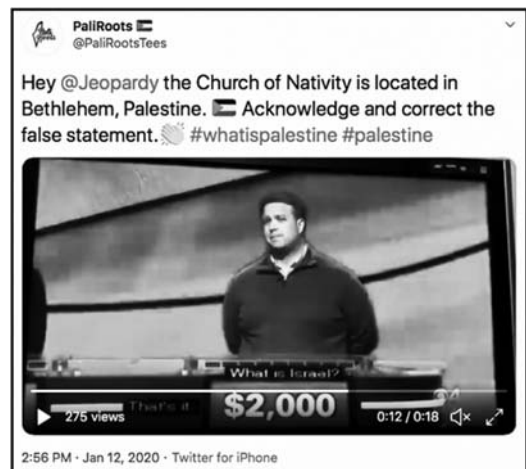 PaliRoots 🇵🇸
@PaliRootsTees
Hey @Jeopardy the Church of Nativity is located in
Bethlehem, Palestine. 🇵🇸 Acknowledge and correct the
false statement.👏🏻 #whatispalestine #palestine
What is Israel?
That's it.
$2,000
275 views
0:12 / 0:18
2:56 PM · Jan 12, 2020 · Twitter for iPhone